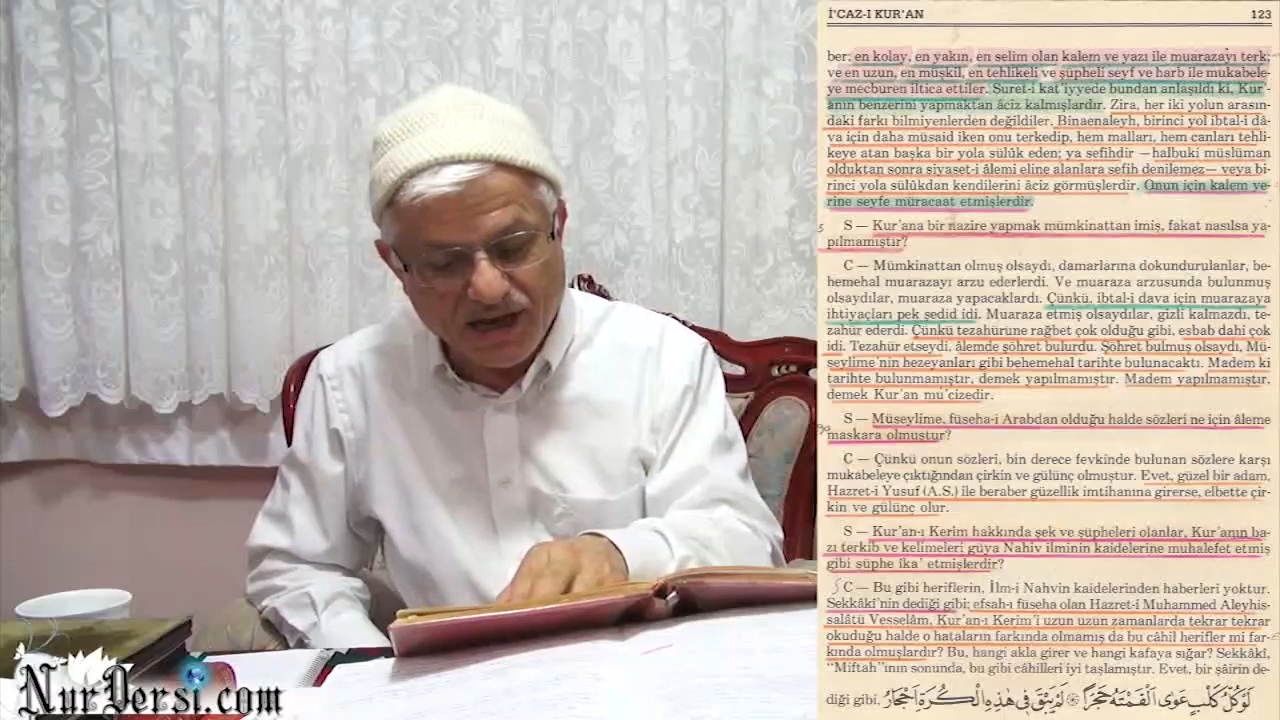 İ'CAZ-I KUR'AN 123
ber; en kolay, en yakın, en selim olan kalem ve yazı ile muarazayı terk;
ve en uzun, en müşkil, en tehlikeli ve şüpheli seyf ve harb ile mukabele-
ye mecburen iltica ettiler. Suret-i kat'iyyede bundan anlaşıldı ki, Kur'-
anın benzerini yapmaktan âciz kalmışlardır. Zira, her iki yolun arasın-
daki farkı bilmiyenlerden değildiler. Binaenaleyh, birinci yol ibtal-i dâ-
va için daha müsaid iken onu terkedip, hem malları, hem canları tehli-
keye atan başka bir yola sülûk eden; ya sefihdir —halbuki müslüman
olduktan sonra siyaset-i âlemi eline alanlara sefih denilemez— veya bi-
rinci yola sülûkdan kendilerini âciz görmüşlerdir. Onun için kalem ye-
rine seyfe müracaat etmişlerdir.
S — Kur'ana bir nazire yapmak mümkinattan imiş, fakat nasılsa ya-
pılmamıştır?
C — Mümkinattan olmuş olsaydı, damarlarına dokundurulanlar, be-
hemehal muarazayı arzu ederlerdi. Ve muaraza arzusunda bulunmuş
olsaydılar, muaraza yapacaklardı. Çünkü, ibtal-i dava için muarazaya
ihtiyaçları pek şedid idi. Muaraza etmiş olsaydılar, gizli kalmazdı, te-
zahür ederdi. Çünkü tezahürüne rağbet çok olduğu gibi, esbab dahi çok
idi. Tezahür etseydi, âlemde şöhret bulurdu. Şöhret bulmuş olsaydı, Mü-
seylime'nin hezeyanları gibi behemehal tarihte bulunacaktı. Madem ki
tarihte bulunmamıştır, demek yapılmamıştır. Madem yapılmamıştır,
demek Kur'an mu'cizedir.
S — Müseylime, füseha-i Arabdan olduğu halde sözleri ne için âleme
maskara olmuştur?
C — Çünkü onun sözleri, bin derece fevkinde bulunan sözlere karşı
mukabeleye çıktığından çirkin ve gülünç olmuştur. Evet, güzel bir adam,
Hazret-i Yusuf (A.S.) ile beraber güzellik imtihanına girerse, elbette çir-
kin ve gülünç olur.
S — Kur'an-ı Kerim hakkında şek ve şüpheleri olanlar, Kur'anın ba-
zı terkib ve kelimeleri güya Nahiv ilminin kaidelerine muhalefet etmiş
gibi şüphe îka' etmişlerdir?
C — Bu gibi heriflerin, İlm-i Nahvin kaidelerinden haberleri yoktur.
Sekkâkî'nin dediği gibi; efsah-ı füseha olan Hazret-i Muhammed Aleyhis-
salâtü Vesselâm, Kur'an-ı Kerim'i uzun uzun zamanlarda tekrar tekrar
okuduğu halde o hataların farkında olmamış da bu câhil herifler mi far-
kında olmuşlardır? Bu, hangi akla girer ve hangi kafaya sığar? Sekkâkî,
"Miftah"ının sonunda, bu gibi câhilleri iyi taşlamıştır. Evet, bir şâirin de-
diği gibi, لَوْ كُلُّ كَلْبٍ عَوَى اَلْقَمْتَهُ حَجَرًا ۞ لَمْ يَبْقَ فِى هٰذِهِ الْكُرَةِ اَحْجَارُ
NurDersi.com